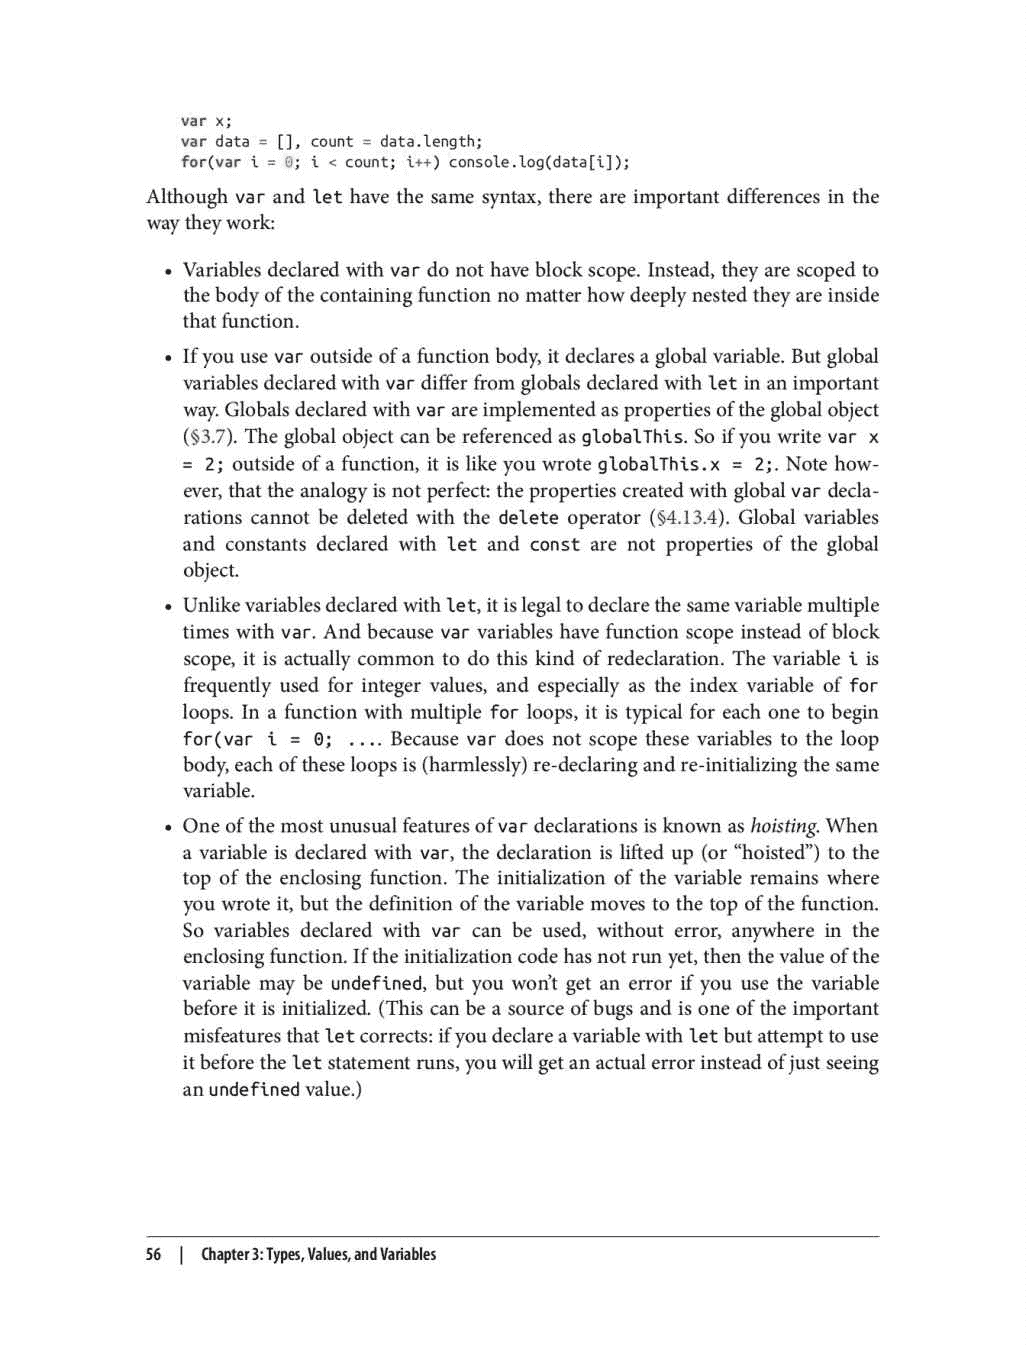 var x;
var data = [], count = data.length;
for(var i = 0; i < count; i++) console.log(data[i]);
Although var and let have the same syntax, there are important differences in the
way they work:
• Variables declared with var do not have block scope. Instead, they are scoped to
the body of the containing function no matter how deeply nested they are inside
that function.
• If you use var outside of a function body, it declares a global variable. But global
variables declared with var differ from globals declared with let in an important
way. Globals declared with var are implemented as properties of the global object
(§3.7). The global object can be referenced as globalThis. So if you write var x
= 2; outside of a function, it is like you wrote globalThis.x = 2;. Note how-
ever, that the analogy is not perfect: the properties created with global var decla-
rations cannot be deleted with the delete operator (§4.13.4). Global variables
and constants declared with let and const are not properties of the global
object.
• Unlike variables declared with let, it is legal to declare the same variable multiple
times with var. And because var variables have function scope instead of block
scope, it is actually common to do this kind of redeclaration. The variable i is
frequently used for integer values, and especially as the index variable of for
loops. In a function with multiple for loops, it is typical for each one to begin
for(var i = 0; .... Because var does not scope these variables to the loop
body, each of these loops is (harmlessly) re-declaring and re-initializing the same
variable.
• One of the most unusual features of var declarations is known as hoisting. When
a variable is declared with var, the declaration is lifted up (or “hoisted”) to the
top of the enclosing function. The initialization of the variable remains where
you wrote it, but the definition of the variable moves to the top of the function.
So variables declared with var can be used, without error, anywhere in the
enclosing function. If the initialization code has not run yet, then the value of the
variable may be undefined, but you won’t get an error if you use the variable
before it is initialized. (This can be a source of bugs and is one of the important
misfeatures that let corrects: if you declare a variable with let but attempt to use
it before the let statement runs, you will get an actual error instead of just seeing
an undefined value.)
56 | Chapter 3: Types, Values, and Variables